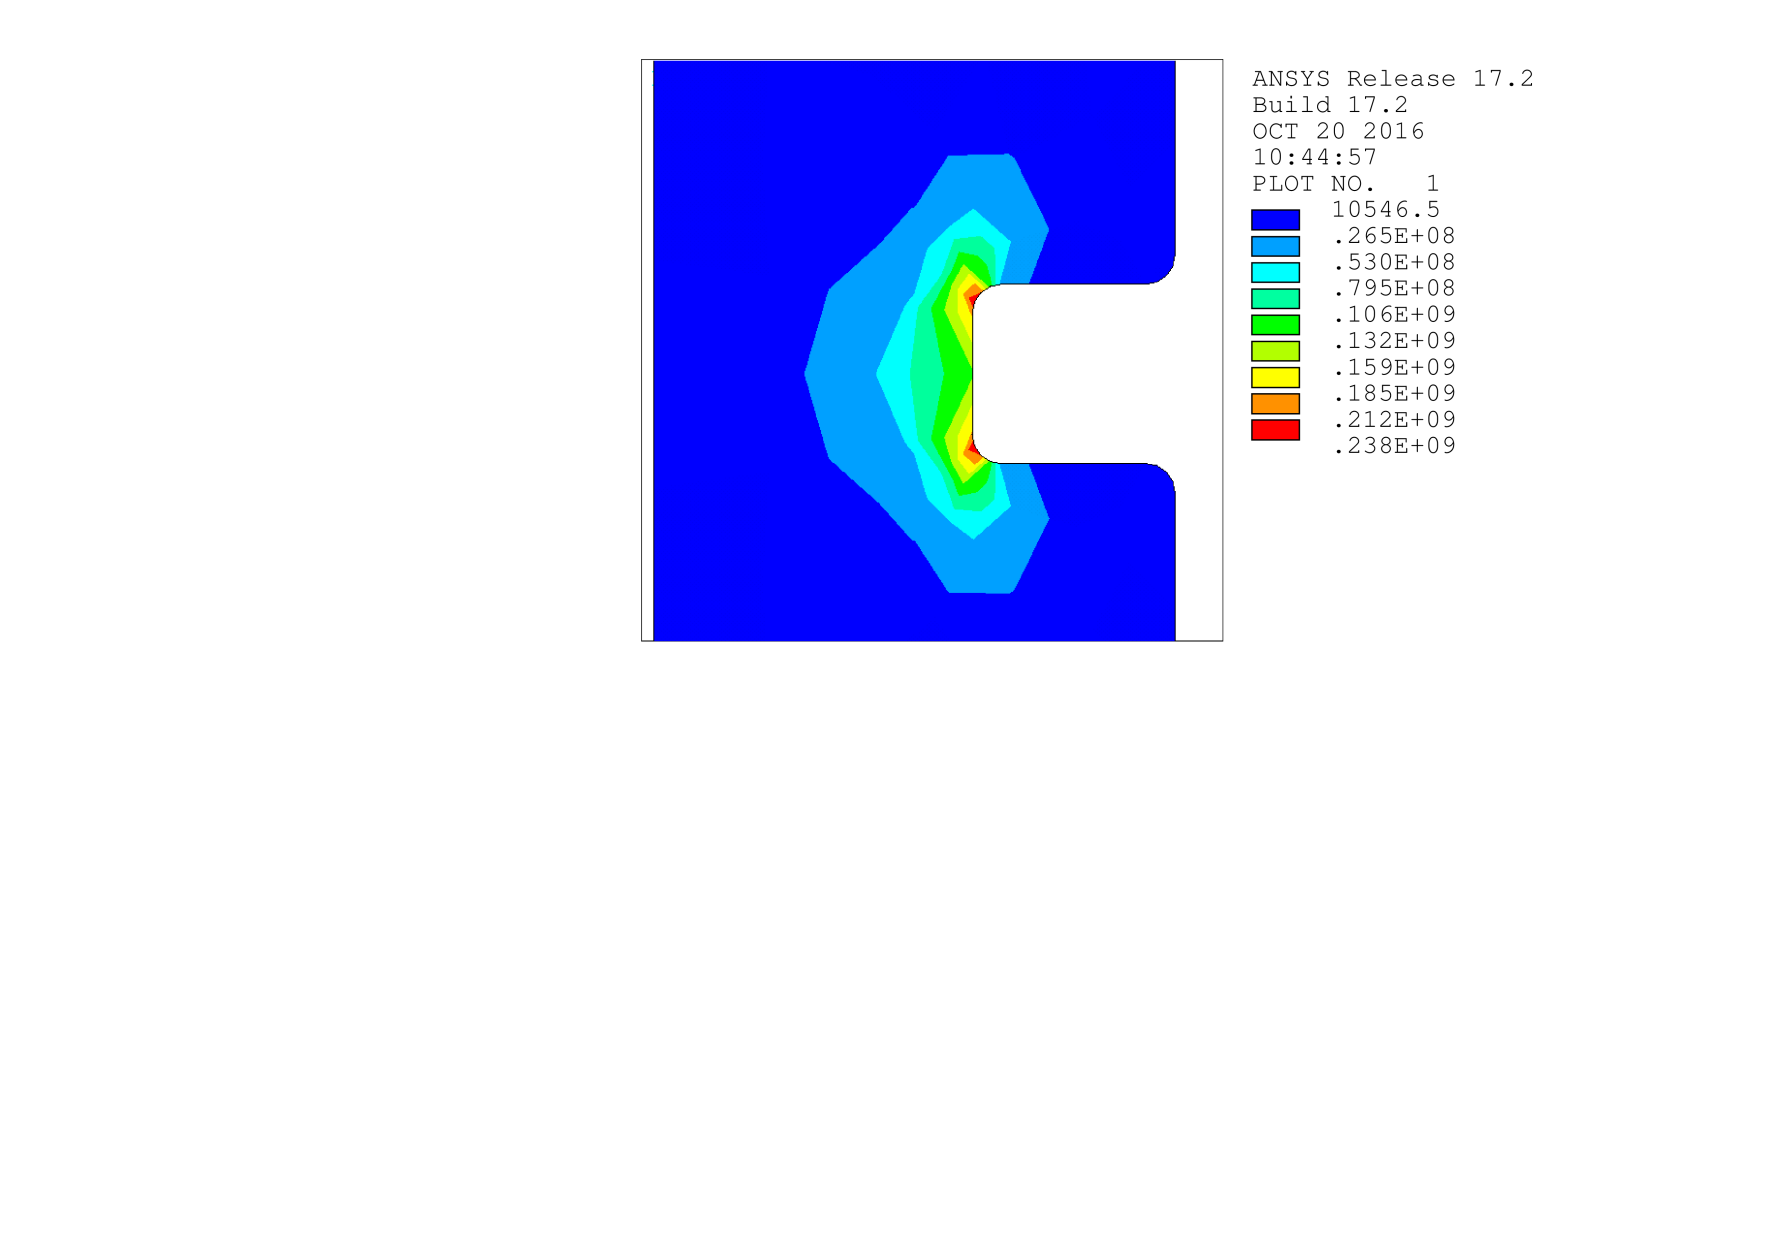 ANSYS Release 17.2
Build 17.2
OCT 20 2016
10:44:57
PLOT NO. 1
10546.5
.265E+08
.530E+08
.795E+08
.106E+09
.132E+09
.159E+09
.185E+09
.212E+09
.238E+09